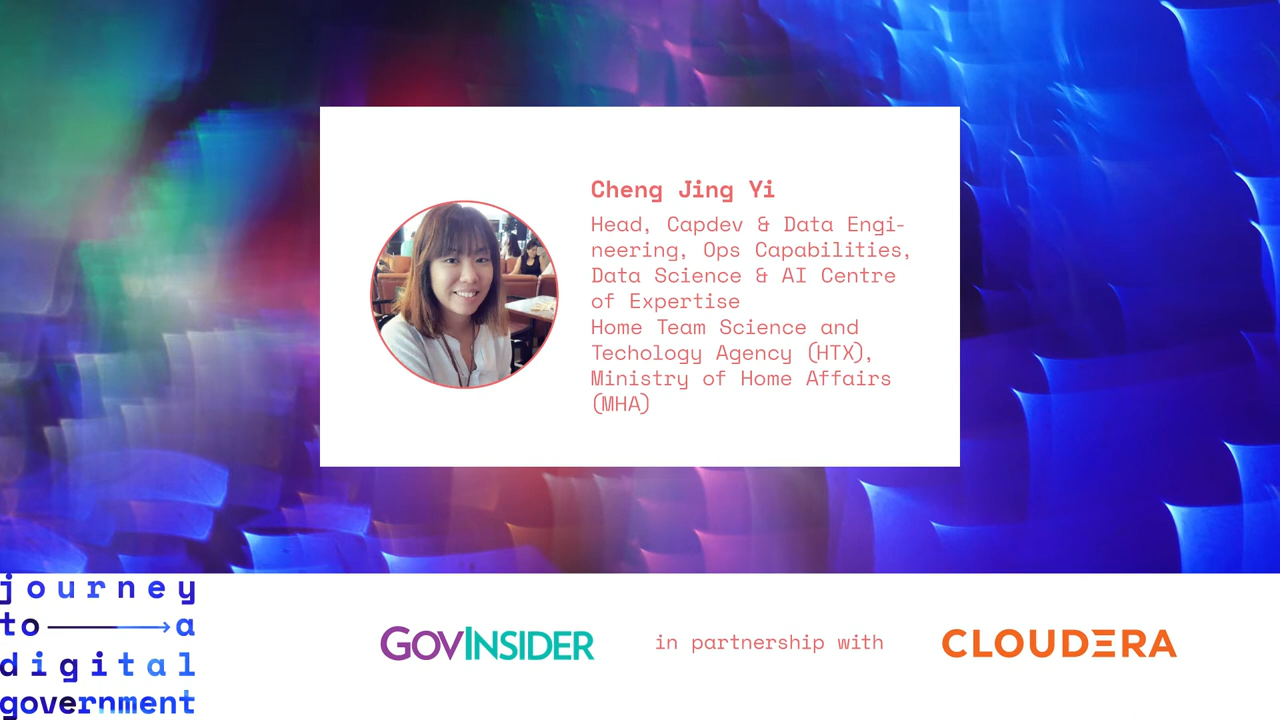 Cheng Jing Yi
Head, Capdev & Data Engi-
neering, Ops Capabilities,
Data Science & AI Centre
of Expertise
Home Team Science and
Techology Agency (HTX),
Ministry of Home Affairs
(MHA)
journey
to a
digital
government
GOVINSIDER
in partnership with
CLOUDERA